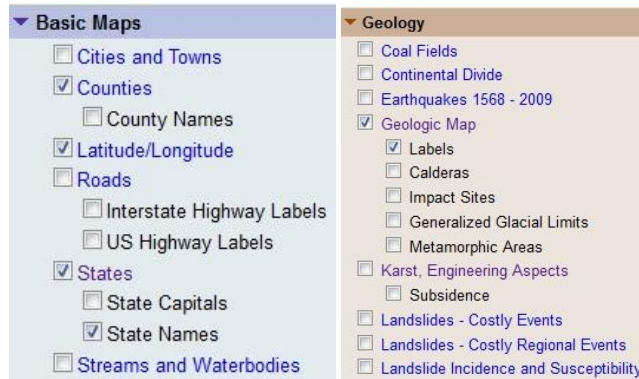 Basic Maps
Cities and Towns
Counties
County Names
Latitude/Longitude
Roads
Interstate Highway Labels
US Highway Labels
States
State Capitals
State Names
Streams and Waterbodies
Geology
Coal Fields
Continental Divide
Earthquakes 1568 - 2009
Geologic Map
Labels
Calderas
Impact Sites
Generalized Glacial Limits
Metamorphic Areas
Karst, Engineering Aspects
Subsidence
Landslides - Costly Events
Landslides - Costly Regional Events
Landslide Incidence and Susceptibility